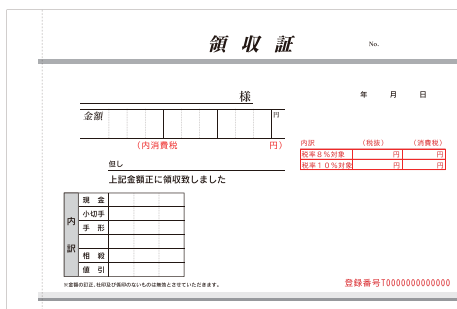 領収証
No.
年 月 日
様
金額 円
(内消費税 円)
内訳 (税抜) (消費税)
税率8%対象 円 円
税率10%対象 円 円
但し
上記金額正に領収致しました
内訳
現金
小切手
手形
相殺
値引
※金額の訂正、社印及び係印のないものは無効とさせていただきます。
登録番号T0000000000000